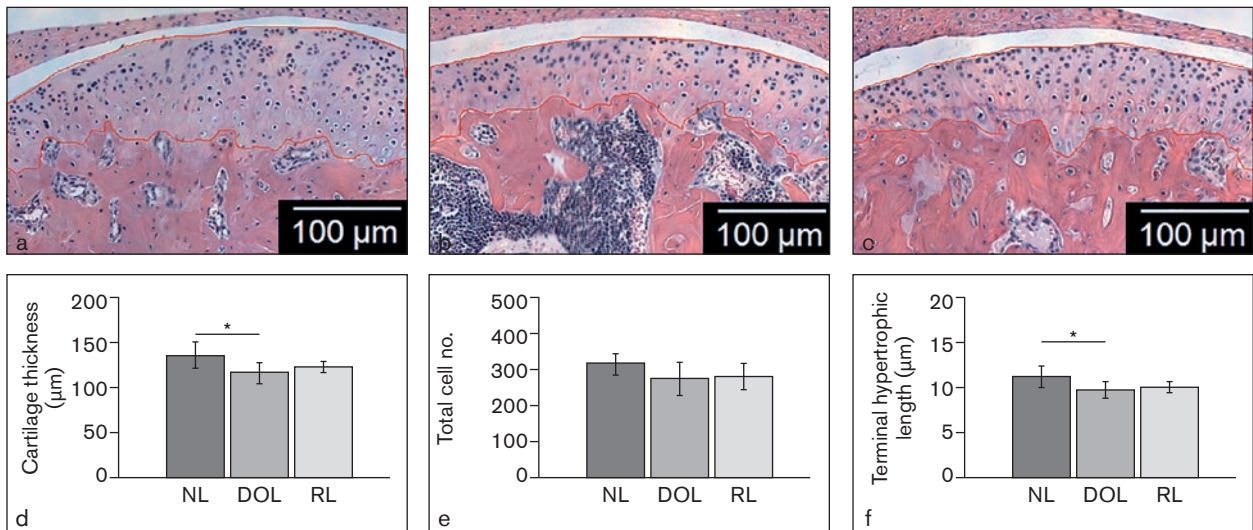 100 µm
a
100 µm
b
100 µm
c
Cartilage thickness
(µm)
200
150
100
50
0
*
NL DOL RL
d
Total cell no.
500
400
300
200
100
0
NL DOL RL
e
Terminal hypertrophic
length (µm)
20
15
10
5
0
*
NL DOL RL
f